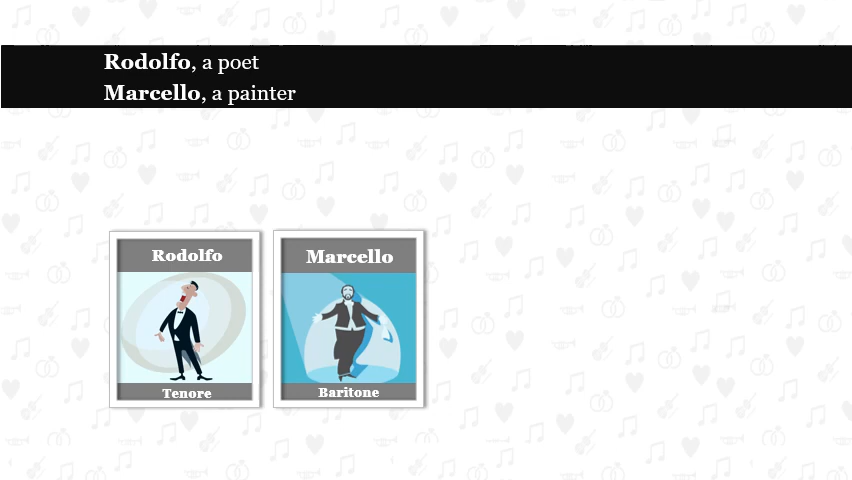 Rodolfo, a poet
Marcello, a painter
Rodolfo
Marcello
Tenore
Baritone